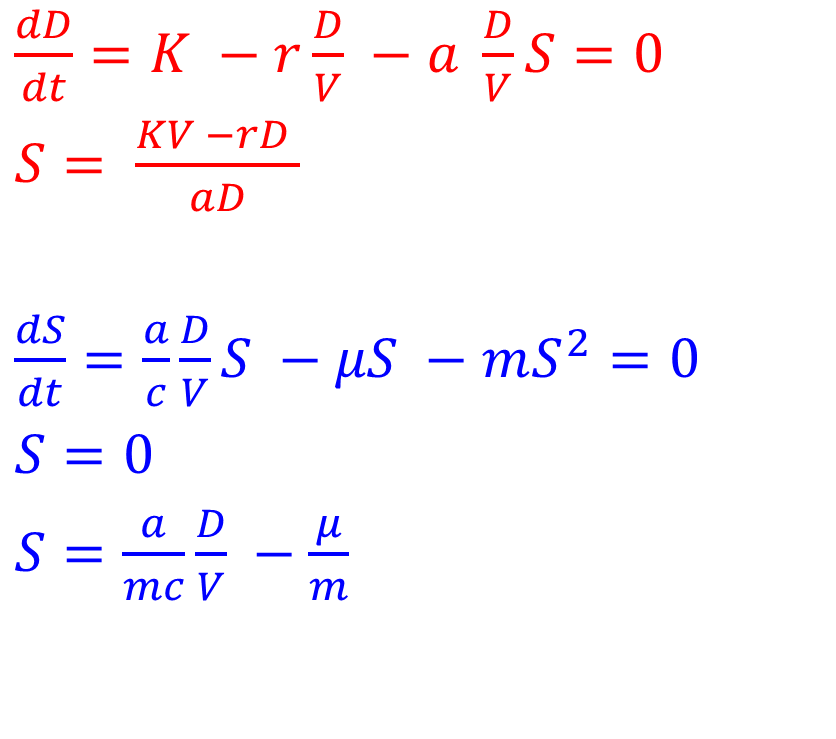 dD/dt = K − r D/V − a D/V S = 0
S = (KV − rD)/(aD)
dS/dt = a/c D/V S − μS − mS² = 0
S = 0
S = a/mc D/V − μ/m